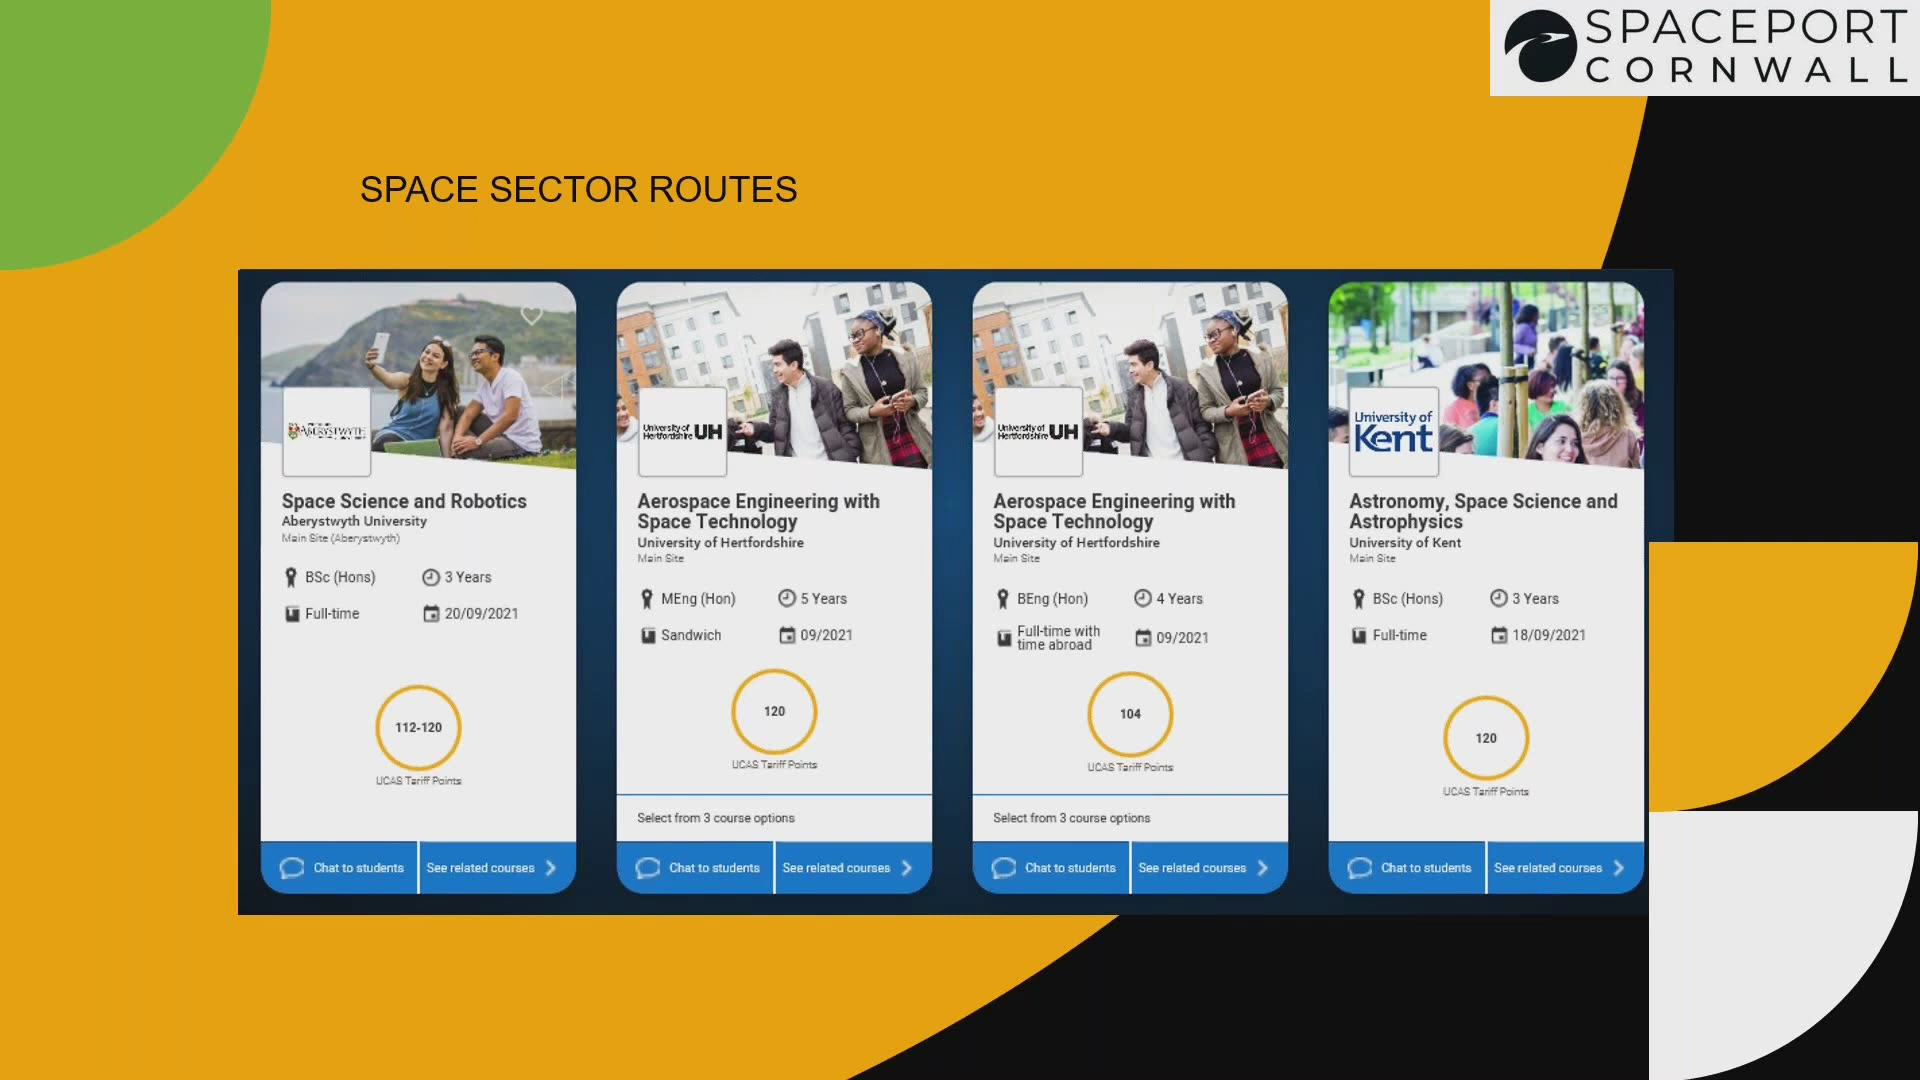 SPACEPORT
CORNWALL
SPACE SECTOR ROUTES
ABERYSTWYTH
Space Science and Robotics
Aberystwyth University
Main Site (Aberystwyth)
BSc (Hons)
3 Years
Full-time
20/09/2021
112-120
UCAS Tariff Points
Chat to students
See related courses
University of
Hertfordshire UH
Aerospace Engineering with
Space Technology
University of Hertfordshire
Main Site
MEng (Hon)
5 Years
Sandwich
09/2021
120
UCAS Tariff Points
Select from 3 course options
Chat to students
See related courses
University of
Hertfordshire UH
Aerospace Engineering with
Space Technology
University of Hertfordshire
Main Site
BEng (Hon)
4 Years
Full-time with
time abroad
09/2021
104
UCAS Tariff Points
Select from 3 course options
Chat to students
See related courses
University of
Kent
Astronomy, Space Science and
Astrophysics
University of Kent
Main Site
BSc (Hons)
3 Years
Full-time
18/09/2021
120
UCAS Tariff Points
Chat to students
See related courses